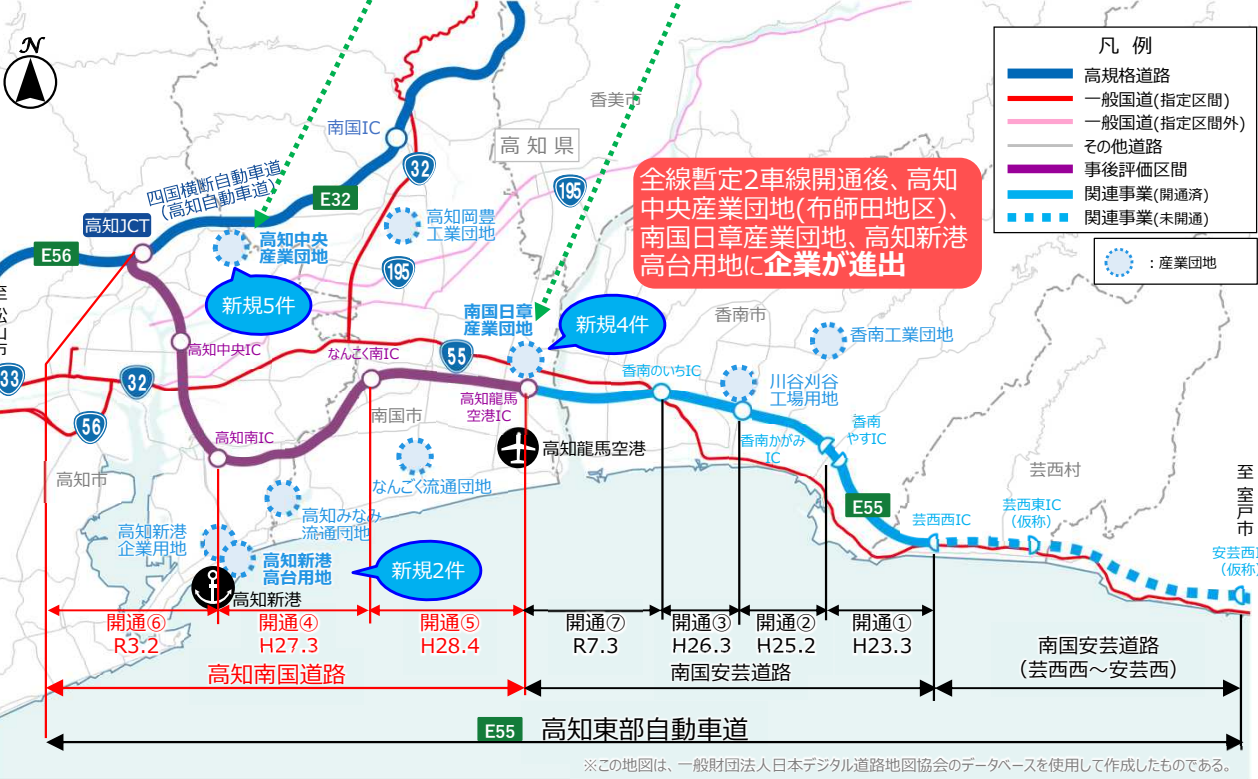 N
凡 例
高規格道路
一般国道(指定区間)
一般国道(指定区間外)
その他道路
事後評価区間
関連事業(開通済)
関連事業(未開通)
：産業団地
香美市
南国IC
高知県
32
四国横断自動車道
(高知自動車道)
E32
195
全線暫定2車線開通後、高知
中央産業団地(布師田地区)、
南国日章産業団地、高知新港
高台用地に企業が進出
高知JCT
高知岡豊
工業団地
高知中央
産業団地
E56
195
至松山市
新規5件
南国日章
産業団地
新規4件
香南市
香南工業団地
高知中央IC
なんごく南IC
55
香南のいちIC
33
32
川谷刈谷
工場用地
高知龍馬
空港IC
56
南国市
香南
やすIC
高知南IC
香南かがみ
IC
高知龍馬空港
高知市
なんごく流通団地
芸西村
至室戸市
E55
高知みなみ
流通団地
芸西西IC
芸西東IC
(仮称)
高知新港
企業用地
高知新港
高台用地
新規2件
安芸西I
(仮称)
高知新港
開通⑥
R3.2
開通④
H27.3
開通⑤
H28.4
開通⑦
R7.3
開通③
H26.3
開通②
H25.2
開通①
H23.3
高知南国道路
南国安芸道路
南国安芸道路
(芸西西～安芸西)
E55 高知東部自動車道
※この地図は、一般財団法人日本デジタル道路地図協会のデータベースを使用して作成したものである。